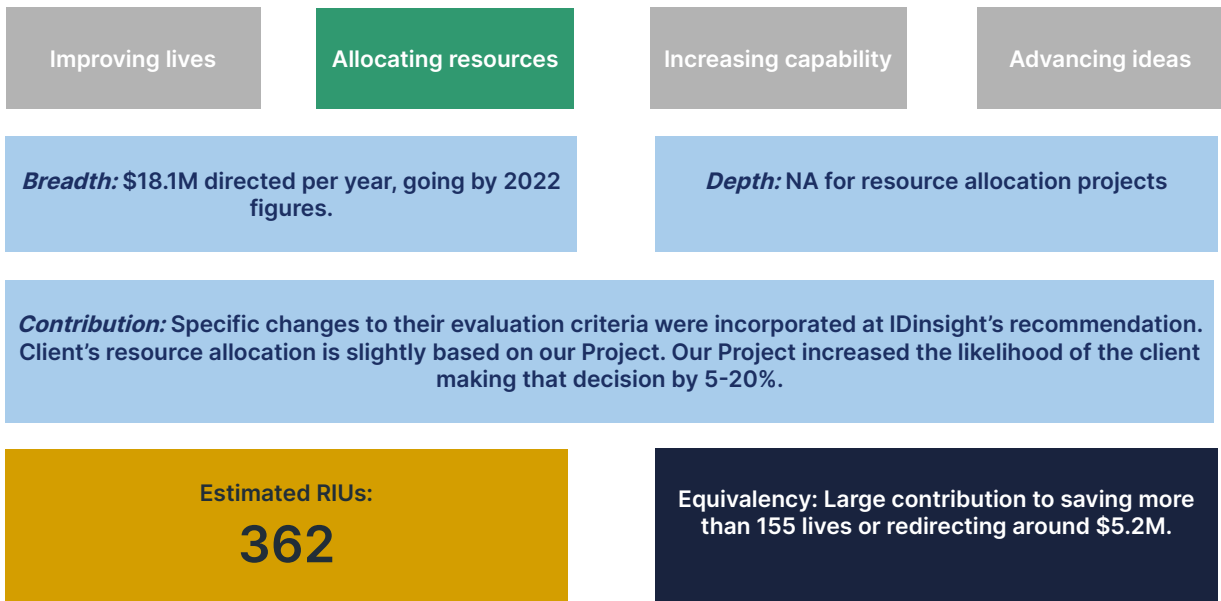 Improving lives
Allocating resources
Increasing capability
Advancing ideas
Breadth: $18.1M directed per year, going by 2022
figures.
Depth: NA for resource allocation projects
Contribution: Specific changes to their evaluation criteria were incorporated at IDinsight's recommendation.
Client's resource allocation is slightly based on our Project. Our Project increased the likelihood of the client
making that decision by 5-20%.
Estimated RIUs:
362
Equivalency: Large contribution to saving more
than 155 lives or redirecting around $5.2M.